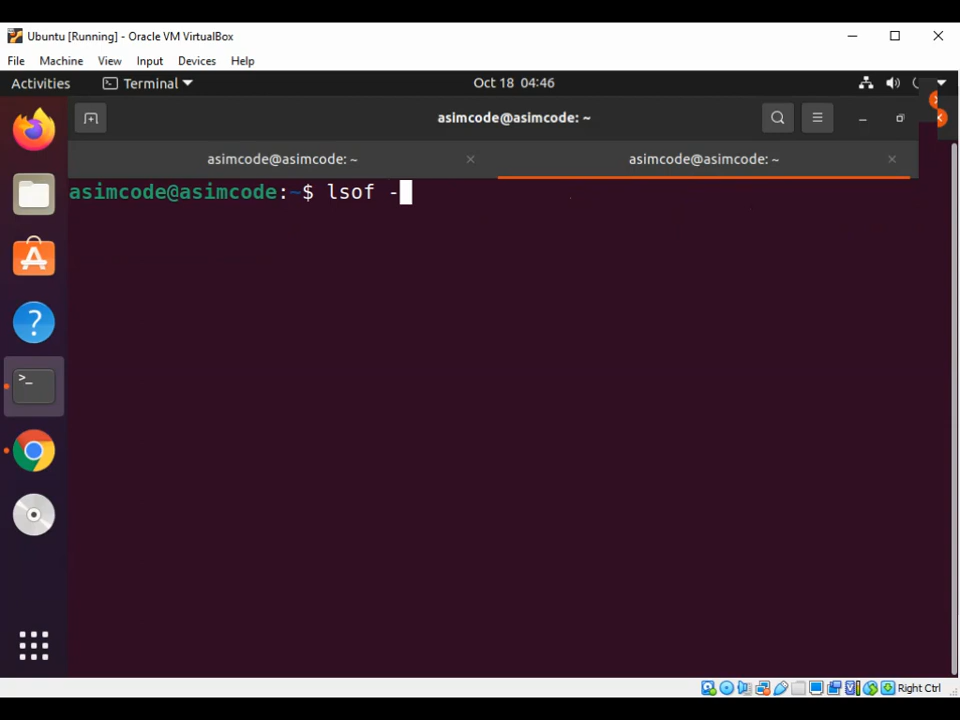 Ubuntu [Running] - Oracle VM VirtualBox
File Machine View Input Devices Help
Activities Terminal Oct 18 04:46
asimcode@asimcode: ~
asimcode@asimcode: ~ asimcode@asimcode: ~
asimcode@asimcode:~$ lsof -
Right Ctrl